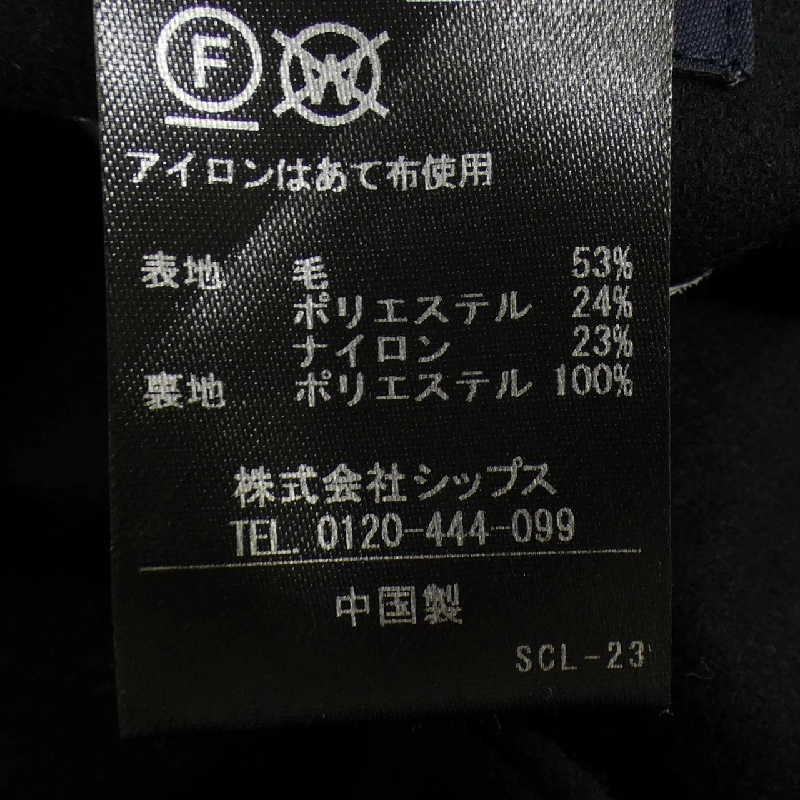 F W
アイロンはあて布使用
表地 毛 53%
ポリエステル 24%
ナイロン 23%
裏地 ポリエステル 100%
株式会社シップス
TEL. 0120-444-099
中国製
SCL-23